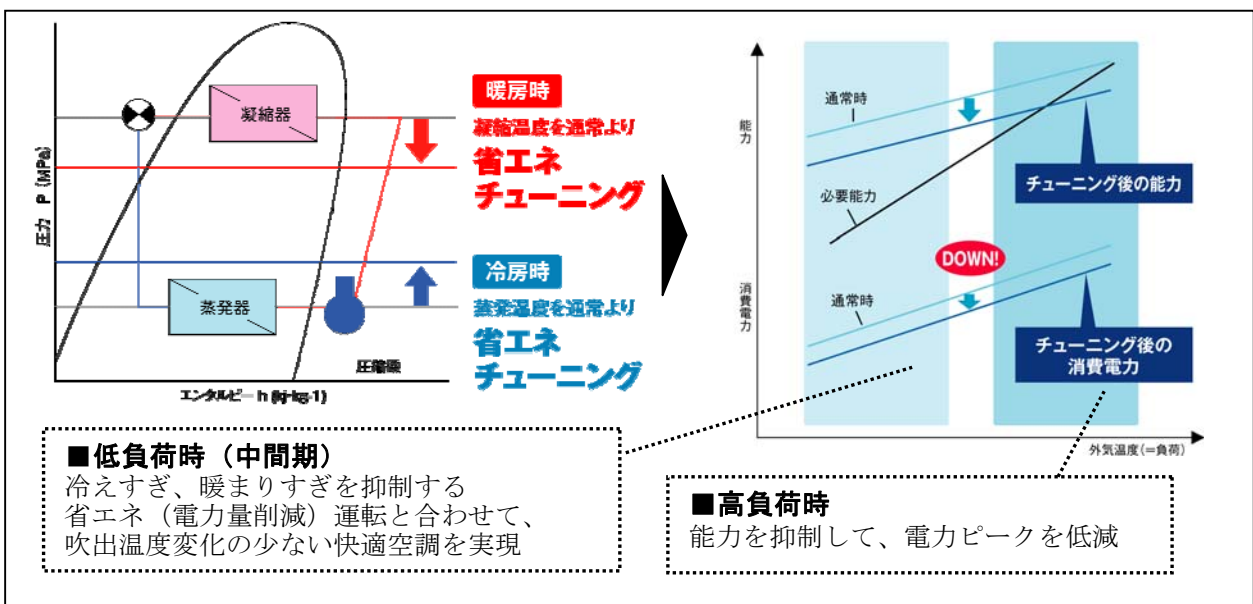 圧力 P (MPa)
凝縮器
蒸発器
圧縮機
エンタルピー h (kj・kg-1)
暖房時
凝縮温度を通常より
省エネ
チューニング
冷房時
蒸発温度を通常より
省エネ
チューニング
能力
通常時
チューニング後の能力
必要能力
DOWN!
消費電力
通常時
チューニング後の
消費電力
外気温度(=負荷)
■低負荷時（中間期）
冷えすぎ、暖まりすぎを抑制する
省エネ（電力量削減）運転と合わせて、
吹出温度変化の少ない快適空調を実現
■高負荷時
能力を抑制して、電力ピークを低減